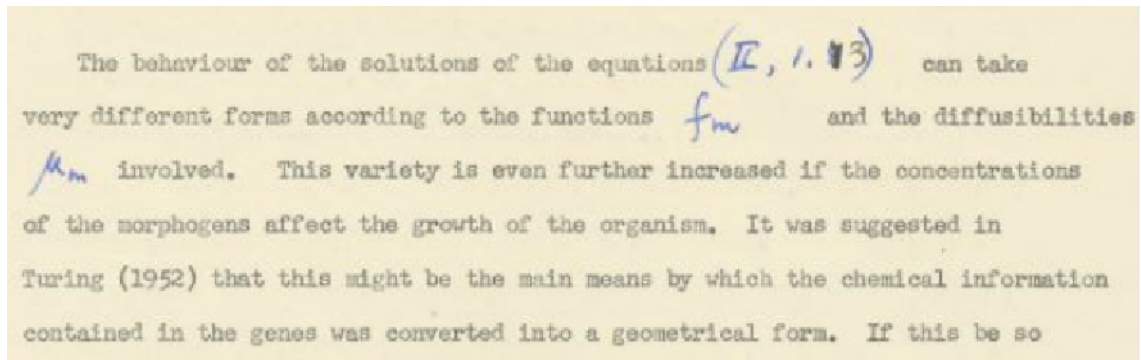 The behaviour of the solutions of the equations (II, 1.13) can take
very different forms according to the functions fm and the diffusibilities
μm involved. This variety is even further increased if the concentrations
of the morphogens affect the growth of the organism. It was suggested in
Turing (1952) that this might be the main means by which the chemical information
contained in the genes was converted into a geometrical form. If this be so